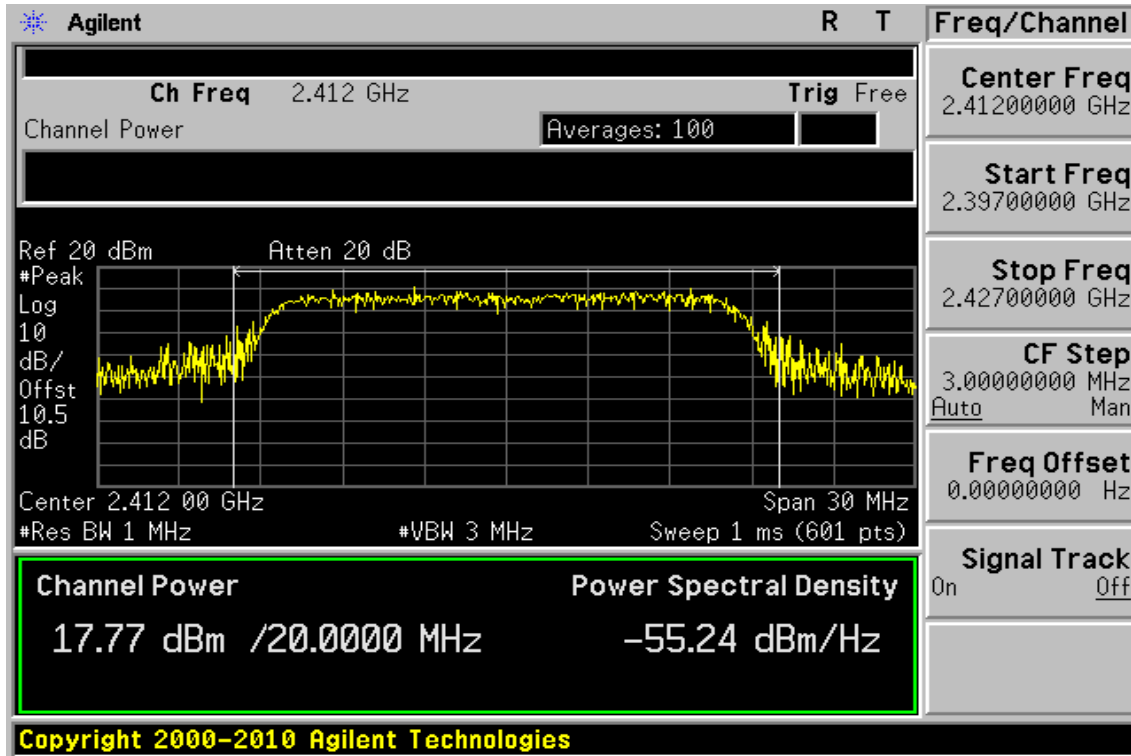 Agilent R T
Ch Freq 2.412 GHz Trig Free
Channel Power Averages: 100
Ref 20 dBm Atten 20 dB
#Peak
Log
10
dB/
Offst
10.5
dB
Center 2.412 00 GHz Span 30 MHz
#Res BW 1 MHz #VBW 3 MHz Sweep 1 ms (601 pts)
Channel Power Power Spectral Density
17.77 dBm /20.0000 MHz -55.24 dBm/Hz
Copyright 2000-2010 Agilent Technologies
Freq/Channel
Center Freq
2.41200000 GHz
Start Freq
2.39700000 GHz
Stop Freq
2.42700000 GHz
CF Step
3.00000000 MHz
Auto Man
Freq Offset
0.00000000 Hz
Signal Track
On Off